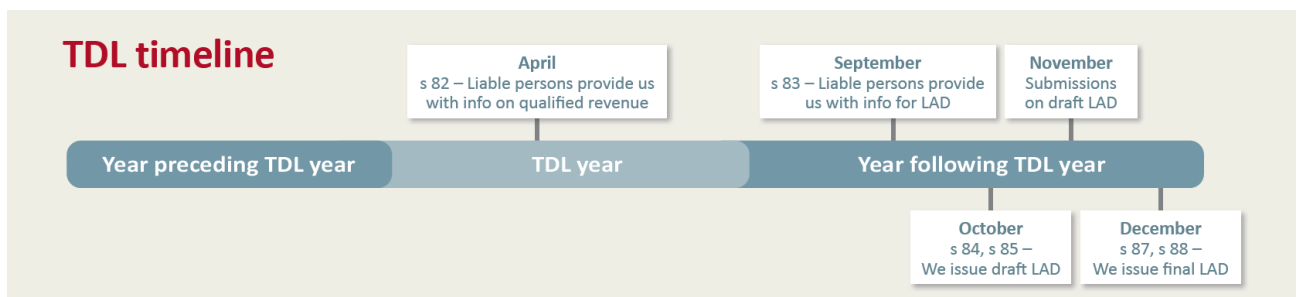 TDL timeline
April
s 82 – Liable persons provide us
with info on qualified revenue
September
s 83 – Liable persons provide
us with info for LAD
November
Submissions
on draft LAD
Year preceding TDL year
TDL year
Year following TDL year
October
s 84, s 85 –
We issue draft LAD
December
s 87, s 88 –
We issue final LAD